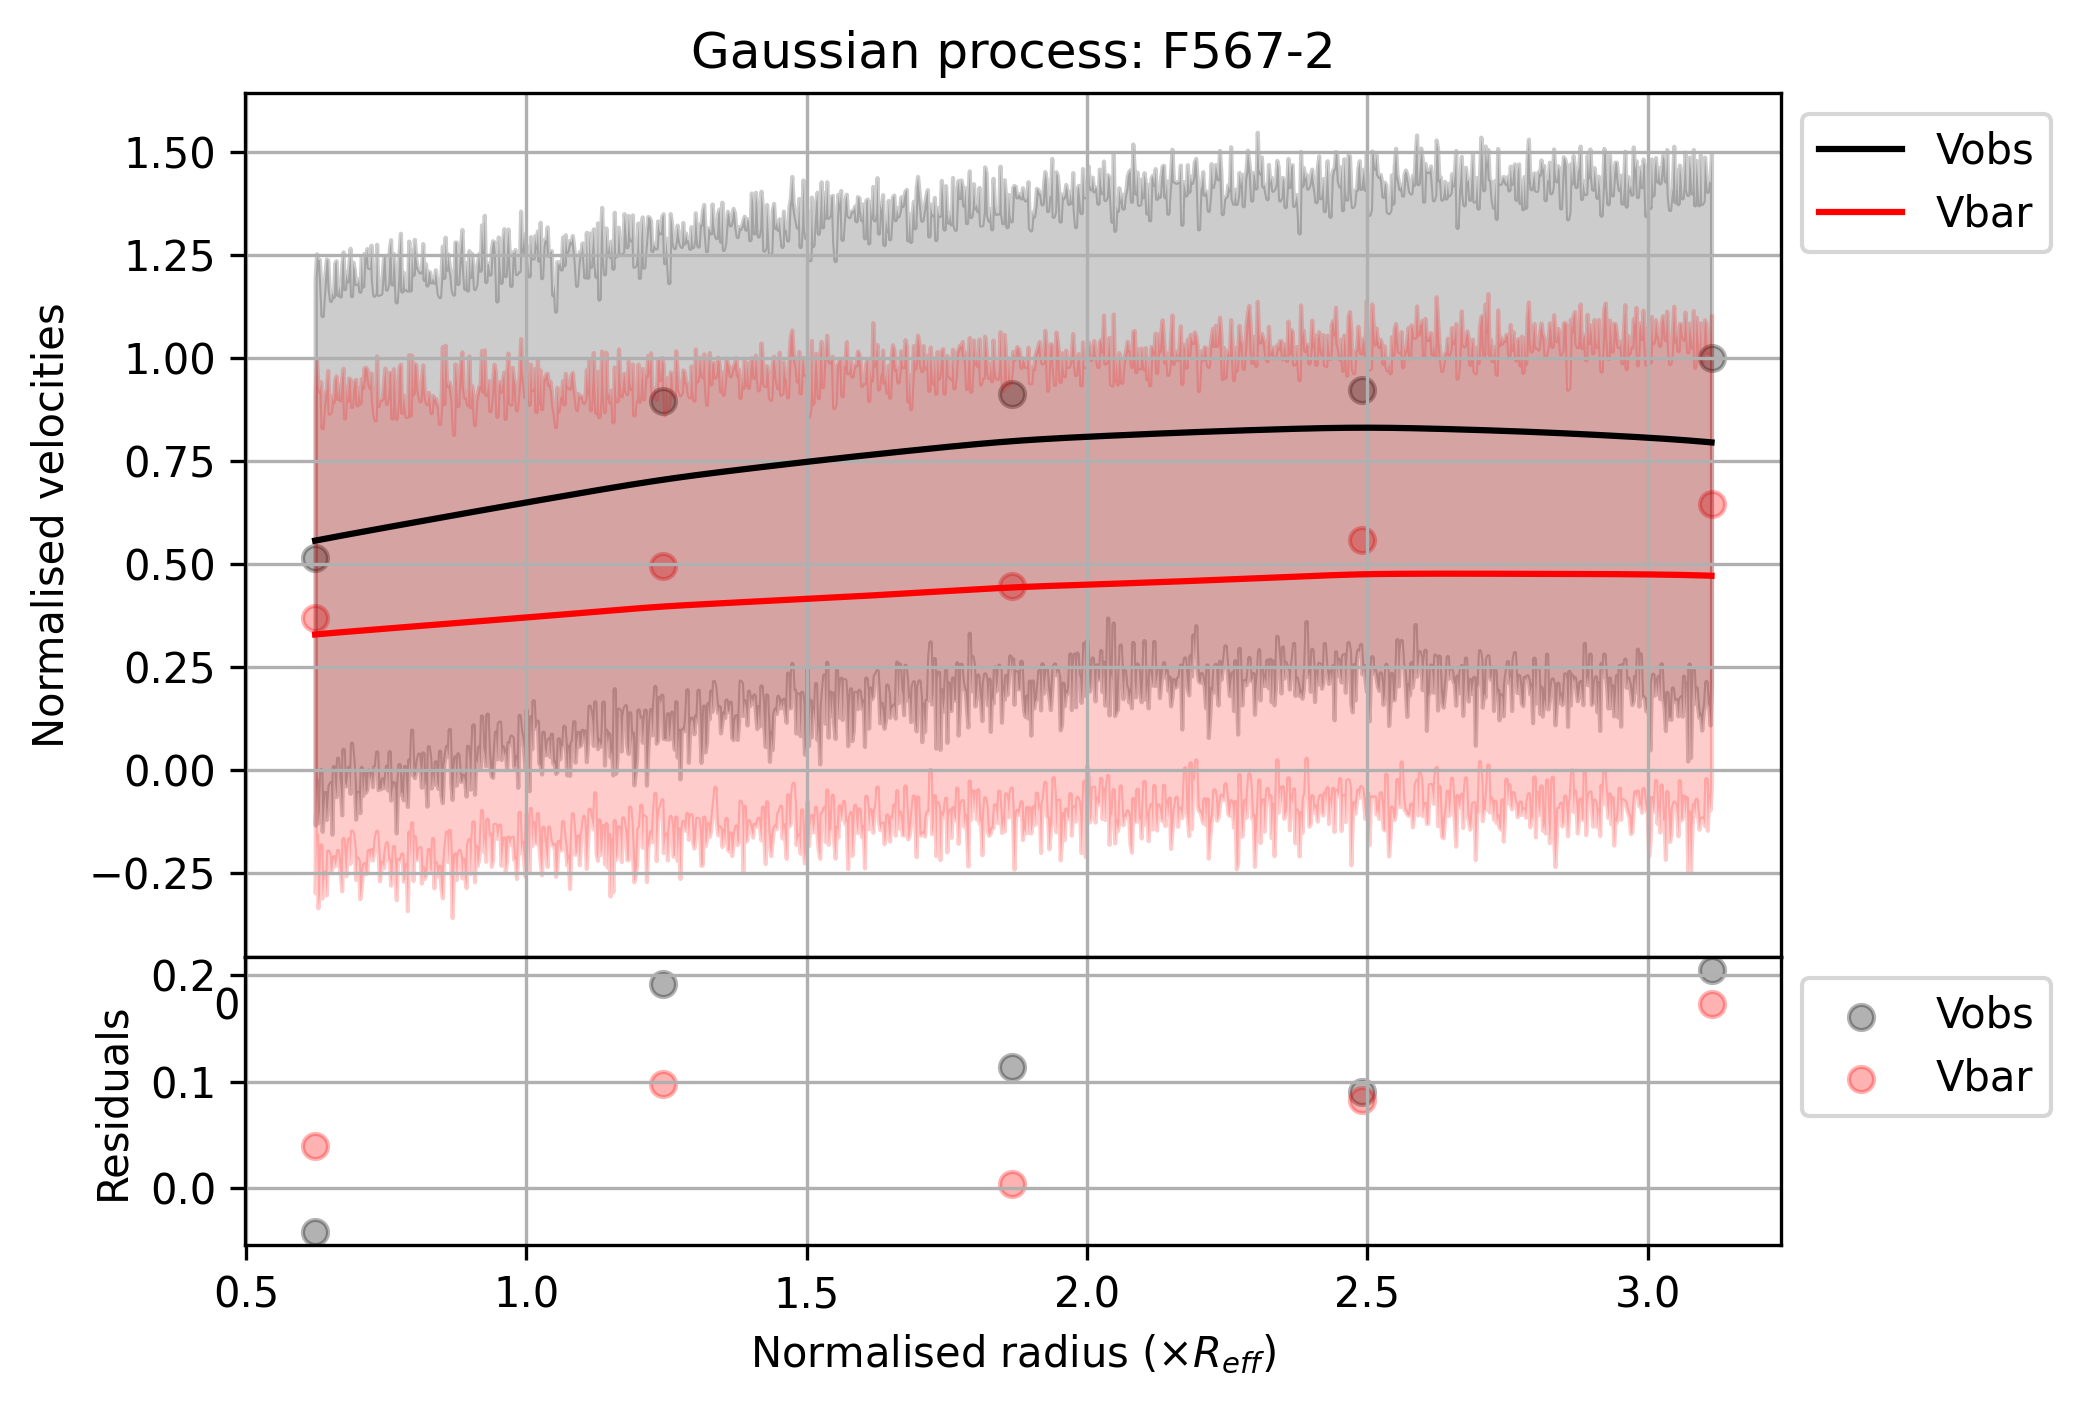 Gaussian process: F567-2
Normalised velocities
1.50
1.25
1.00
0.75
0.50
0.25
0.00
−0.25
Vobs
Vbar
Residuals
0.2
0
0.1
0.0
Vobs
Vbar
0.5 1.0 1.5 2.0 2.5 3.0
Normalised radius (×R_eff)